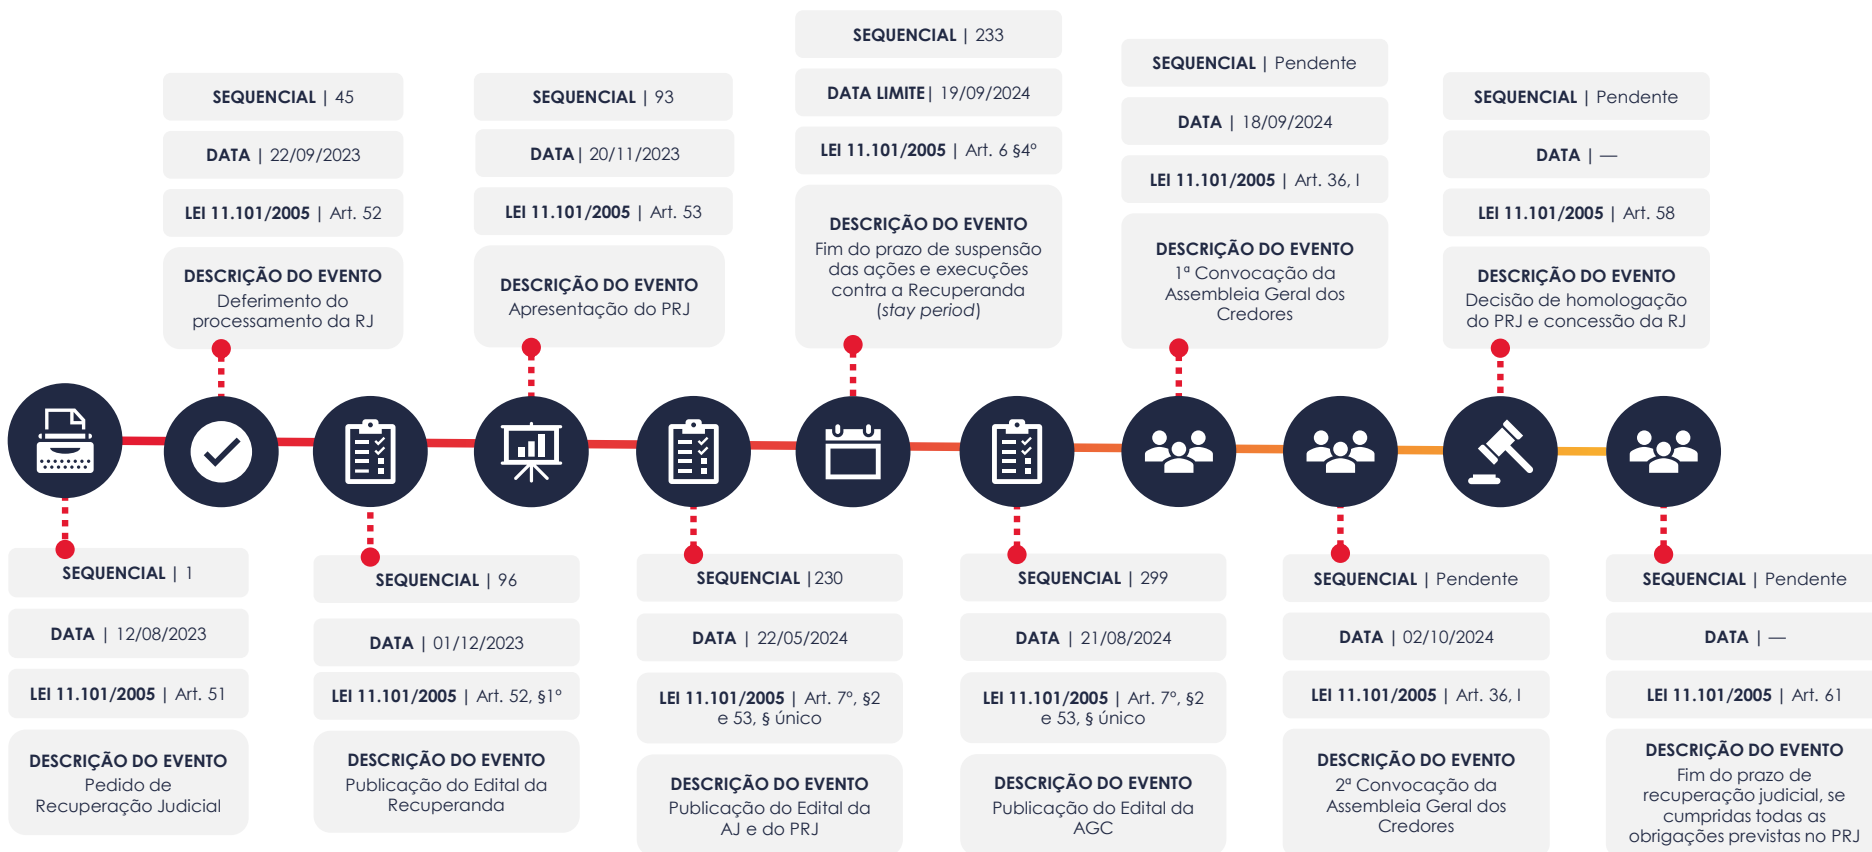 SEQUENCIAL | 1
DATA | 12/08/2023
LEI 11.101/2005 | Art. 51
DESCRIÇÃO DO EVENTO
Pedido de
Recuperação Judicial
SEQUENCIAL | 45
DATA | 22/09/2023
LEI 11.101/2005 | Art. 52
DESCRIÇÃO DO EVENTO
Deferimento do
processamento da RJ
SEQUENCIAL | 96
DATA | 01/12/2023
LEI 11.101/2005 | Art. 52, §1º
DESCRIÇÃO DO EVENTO
Publicação do Edital da
Recuperanda
SEQUENCIAL | 93
DATA| 20/11/2023
LEI 11.101/2005 | Art. 53
DESCRIÇÃO DO EVENTO
Apresentação do PRJ
SEQUENCIAL |230
DATA | 22/05/2024
LEI 11.101/2005 | Art. 7º, §2
e 53, § único
DESCRIÇÃO DO EVENTO
Publicação do Edital da
AJ e do PRJ
SEQUENCIAL | 233
DATA LIMITE| 19/09/2024
LEI 11.101/2005 | Art. 6 §4º
DESCRIÇÃO DO EVENTO
Fim do prazo de suspensão
das ações e execuções
contra a Recuperanda
(stay period)
SEQUENCIAL | 299
DATA | 21/08/2024
LEI 11.101/2005 | Art. 7º, §2
e 53, § único
DESCRIÇÃO DO EVENTO
Publicação do Edital da
AGC
SEQUENCIAL | Pendente
DATA | 18/09/2024
LEI 11.101/2005 | Art. 36, I
DESCRIÇÃO DO EVENTO
1ª Convocação da
Assembleia Geral dos
Credores
SEQUENCIAL | Pendente
DATA | 02/10/2024
LEI 11.101/2005 | Art. 36, I
DESCRIÇÃO DO EVENTO
2ª Convocação da
Assembleia Geral dos
Credores
SEQUENCIAL | Pendente
DATA | —
LEI 11.101/2005 | Art. 58
DESCRIÇÃO DO EVENTO
Decisão de homologação
do PRJ e concessão da RJ
SEQUENCIAL | Pendente
DATA | —
LEI 11.101/2005 | Art. 61
DESCRIÇÃO DO EVENTO
Fim do prazo de
recuperação judicial, se
cumpridas todas as
obrigações previstas no PRJ